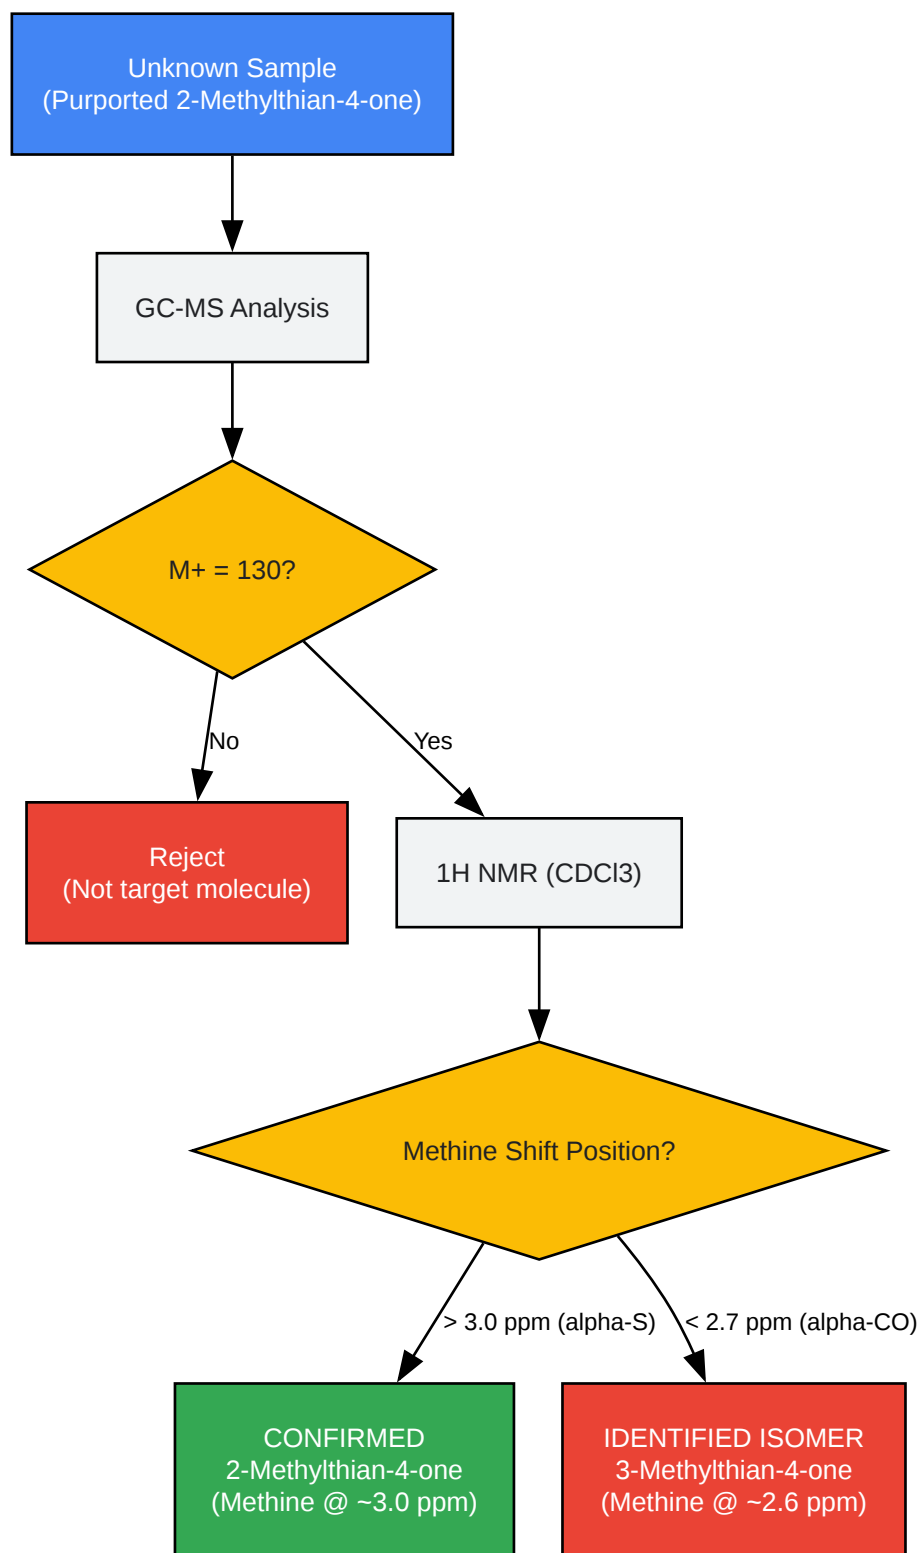 Unknown Sample
(Purported 2-Methylthian-4-one)
GC-MS Analysis
M+ = 130?
No
Yes
Reject
(Not target molecule)
1H NMR (CDCl3)
Methine Shift Position?
> 3.0 ppm (alpha-S)
< 2.7 ppm (alpha-CO)
CONFIRMED
2-Methylthian-4-one
(Methine @ ~3.0 ppm)
IDENTIFIED ISOMER
3-Methylthian-4-one
(Methine @ ~2.6 ppm)